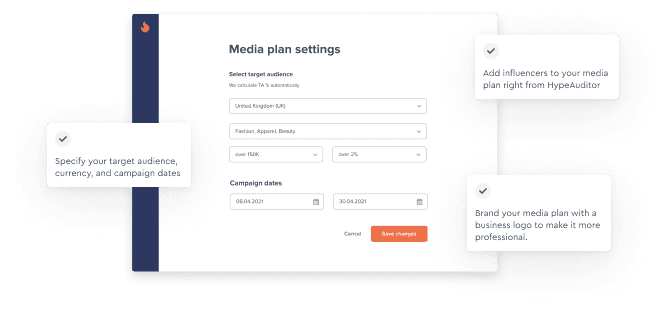 Media plan settings
Select target audience
We calculate TA % automatically
United Kingdom (UK)
Fashion, Apparel, Beauty
over 150K
over 2%
Campaign dates
06.04.2021
30.04.2021
Cancel
Save changes
Specify your target audience,
currency, and campaign dates
Add influencers to your media
plan right from HypeAuditor
Brand your media plan with a
business logo to make it more
professional.